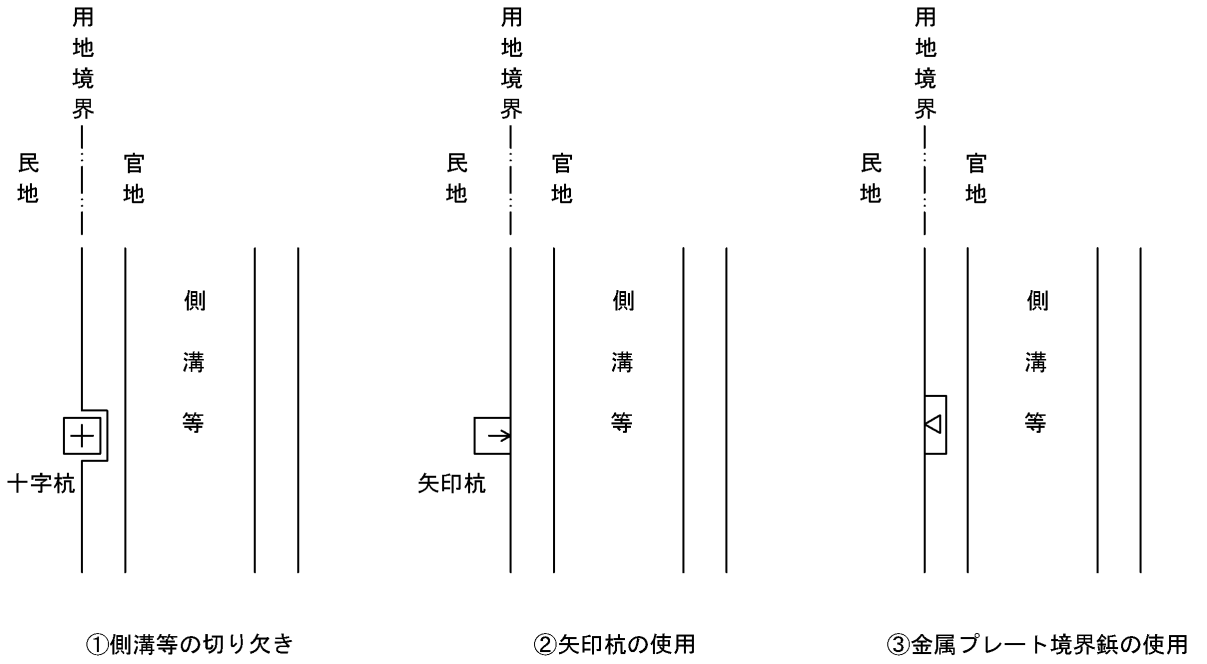 用地境界
民地
官地
側溝等
十字杭
①側溝等の切り欠き
用地境界
民地
官地
側溝等
矢印杭
②矢印杭の使用
用地境界
民地
官地
側溝等
③金属プレート境界鋲の使用